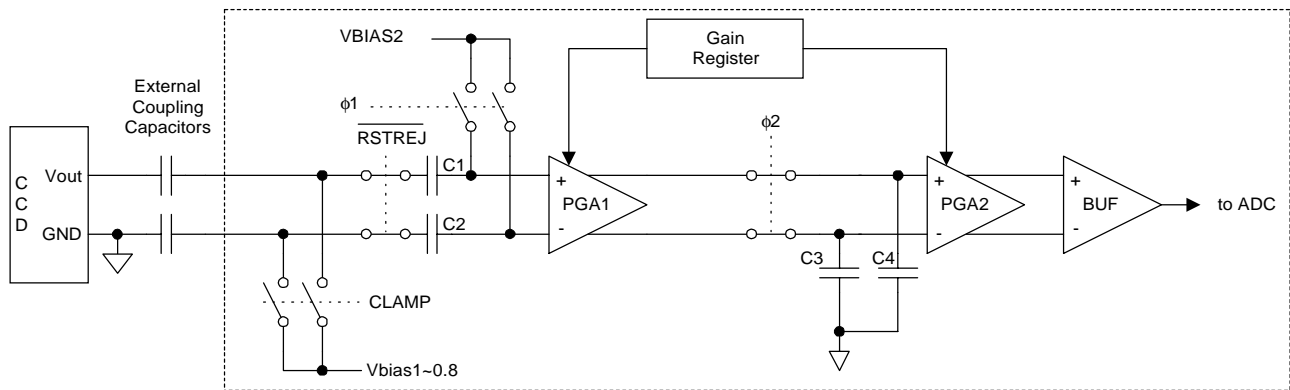 VBIAS2
Gain
Register
External
Coupling
Capacitors
ϕ1
RSTREJ
ϕ2
CCD
Vout
GND
C1
C2
+
-
PGA1
+
-
PGA2
+
-
BUF
to ADC
C3
C4
CLAMP
Vbias1~0.8